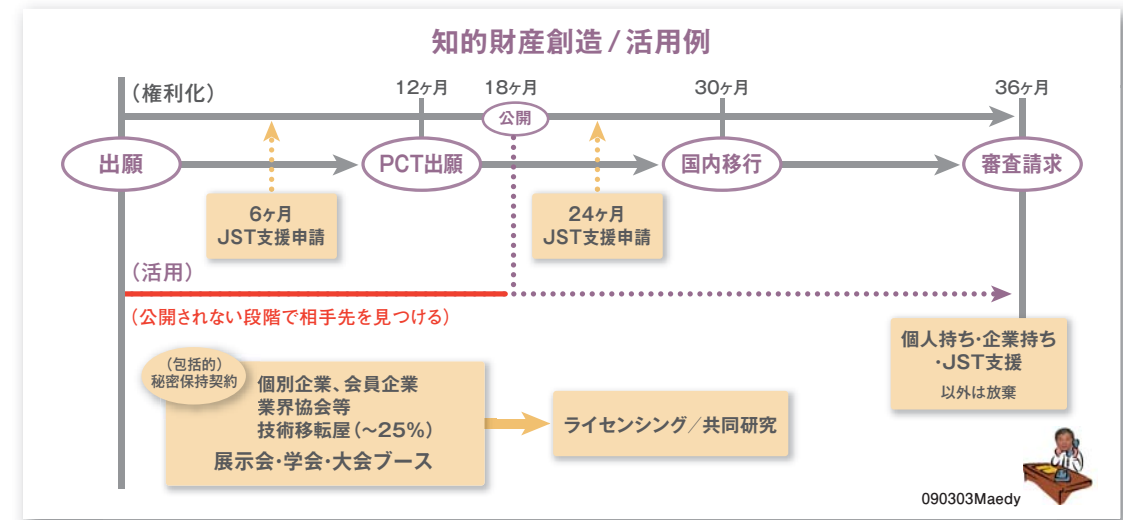 知的財産創造/活用例
(権利化)
12ヶ月
18ヶ月
30ヶ月
36ヶ月
公開
出願
PCT出願
国内移行
審査請求
6ヶ月
JST支援申請
24ヶ月
JST支援申請
(活用)
(公開されない段階で相手先を見つける)
(包括的)
秘密保持契約
個別企業、会員企業
業界協会等
技術移転屋(~25%)
展示会・学会・大会ブース
ライセンシング/共同研究
個人持ち・企業持ち
・JST支援
以外は放棄
090303Maedy